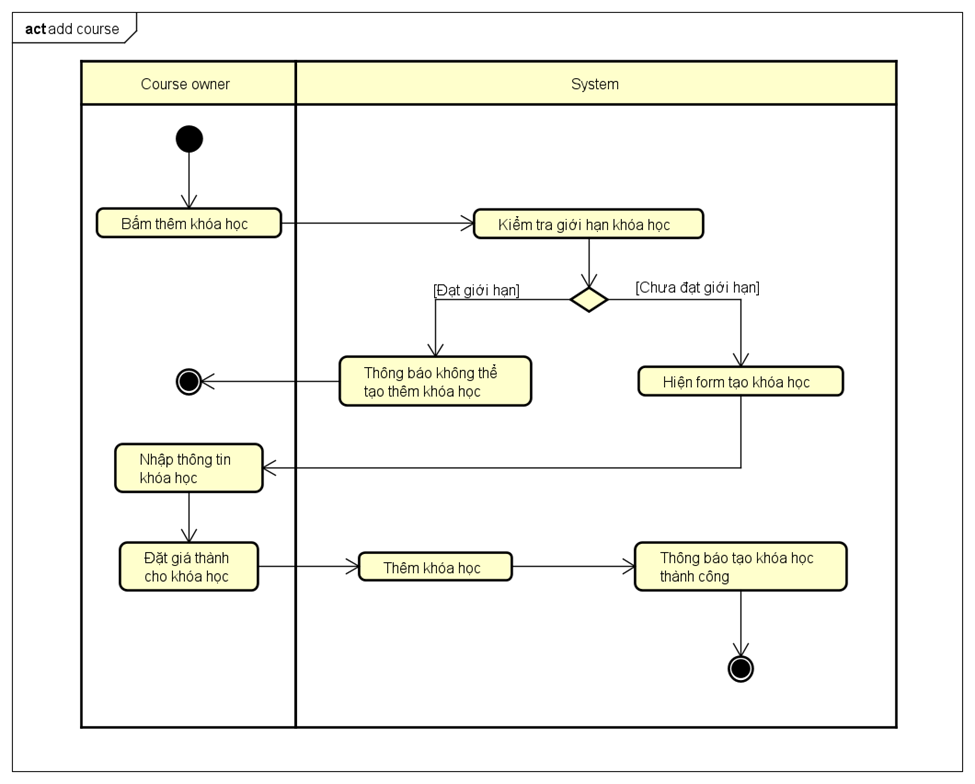 act add course
Course owner
System
Bấm thêm khóa học
Kiểm tra giới hạn khóa học
[Đạt giới hạn]
[Chưa đạt giới hạn]
Thông báo không thể
tạo thêm khóa học
Hiện form tạo khóa học
Nhập thông tin
khóa học
Đặt giá thành
cho khóa học
Thêm khóa học
Thông báo tạo khóa học
thành công